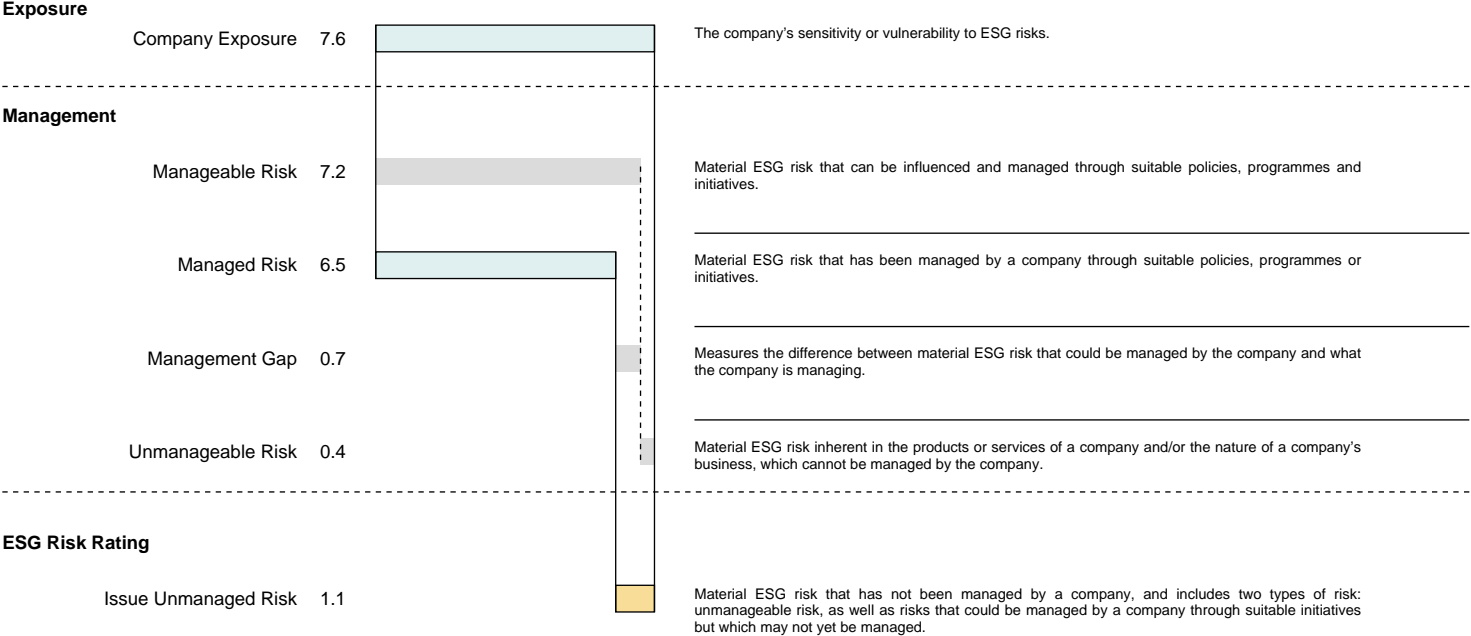 Exposure
Company Exposure 7.6
The company’s sensitivity or vulnerability to ESG risks.
Management
Manageable Risk 7.2
Material ESG risk that can be influenced and managed through suitable policies, programmes and
initiatives.
Managed Risk 6.5
Material ESG risk that has been managed by a company through suitable policies, programmes or
initiatives.
Management Gap 0.7
Measures the difference between material ESG risk that could be managed by the company and what
the company is managing.
Unmanageable Risk 0.4
Material ESG risk inherent in the products or services of a company and/or the nature of a company’s
business, which cannot be managed by the company.
ESG Risk Rating
Issue Unmanaged Risk 1.1
Material ESG risk that has not been managed by a company, and includes two types of risk:
unmanageable risk, as well as risks that could be managed by a company through suitable initiatives
but which may not yet be managed.